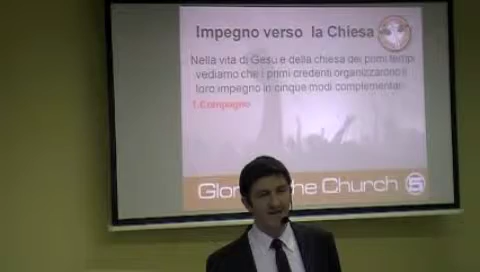 Impegno verso la Chiesa
Nella vita di Gesù e della chiesa dei primi tempi
vediamo che i primi credenti organizzarono il
loro impegno in cinque modi complementari
1.Compagno
the Church